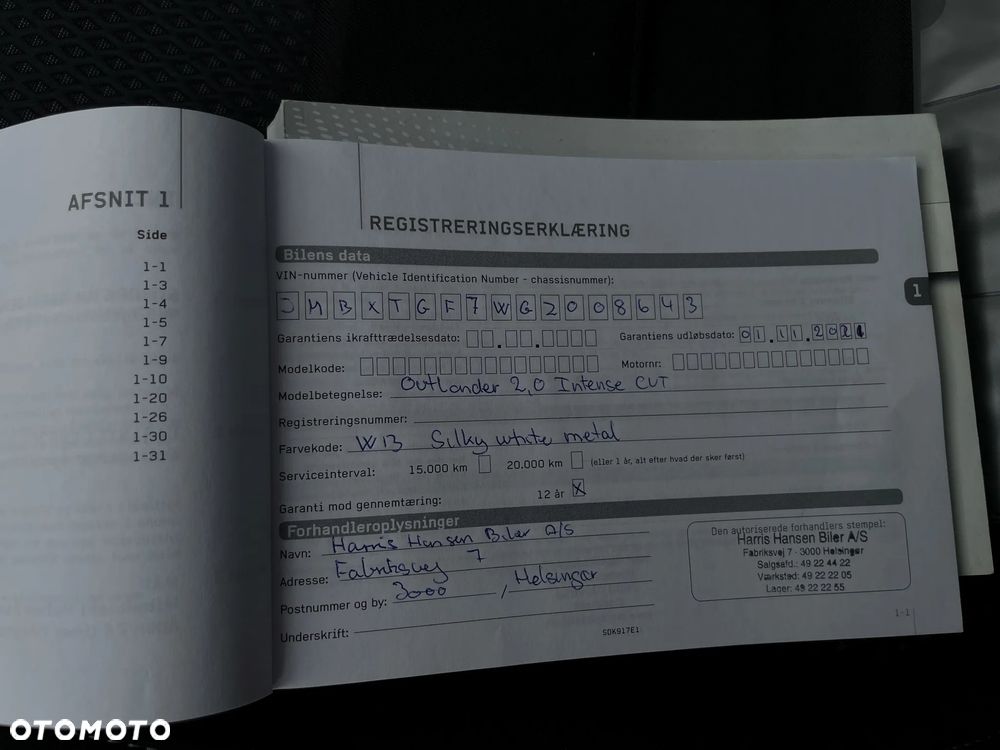 AFSNIT 1
Side
1-1
1-3
1-4
1-5
1-7
1-9
1-10
1-20
1-26
1-30
1-31
REGISTRERINGSERKLÆRING
Bilens data
VIN-nummer (Vehicle Identification Number - chassisnummer):
JMBXTGF7WGZ008643
Garantiens ikrafttrædelsesdato: . . Garantiens udløbsdato: 01.11.2021
Modelkode: Motornr:
Modelbetegnelse: Outlander 2,0 Intense CVT
Registreringsnummer:
Farvekode: W13 Silky white metal
Serviceinterval: 15.000 km 20.000 km (eller 1 år, alt efter hvad der sker først)
Garanti mod gennemtæring: 12 år X
1
Forhandleroplysninger
Navn: Harris Hansen Biler A/S
Adresse: Fabriksvej 7
Postnummer og by: 3000, Helsingør
Underskrift:
Den autoriserede forhandlers stempel:
Harris Hansen Biler A/S
Fabriksvej 7 - 3000 Helsingør
Salgsafd.: 49 22 44 22
Værksted: 49 22 22 05
Lager: 49 22 22 55
SDK917E1
1-1
OTOMOTO